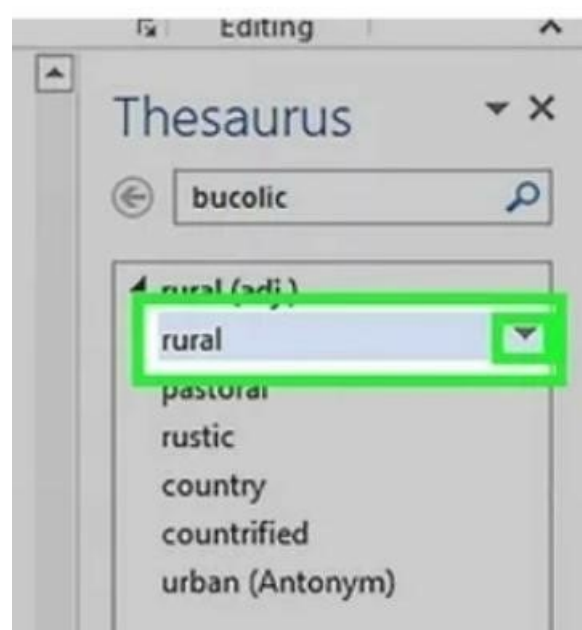 Editing
Thesaurus
bucolic
rural (adj.)
rural
pastoral
rustic
country
countrified
urban (Antonym)